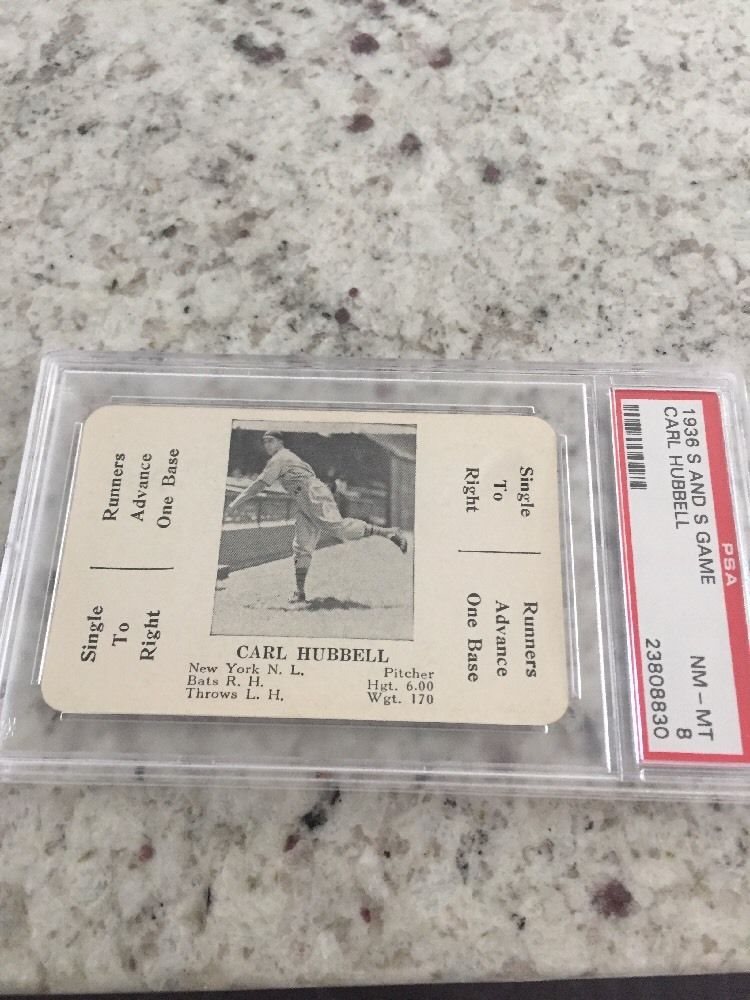 Runners
Advance
One Base
Single
To
Right
CARL HUBBELL
New York N. L.
Bats R. H.
Throws L. H.
Pitcher
Hgt. 6.00
Wgt. 170
Single
To
Right
Runners
Advance
One Base
PSA
1936 S AND S GAME
CARL HUBBELL
NM-MT
8
23808830